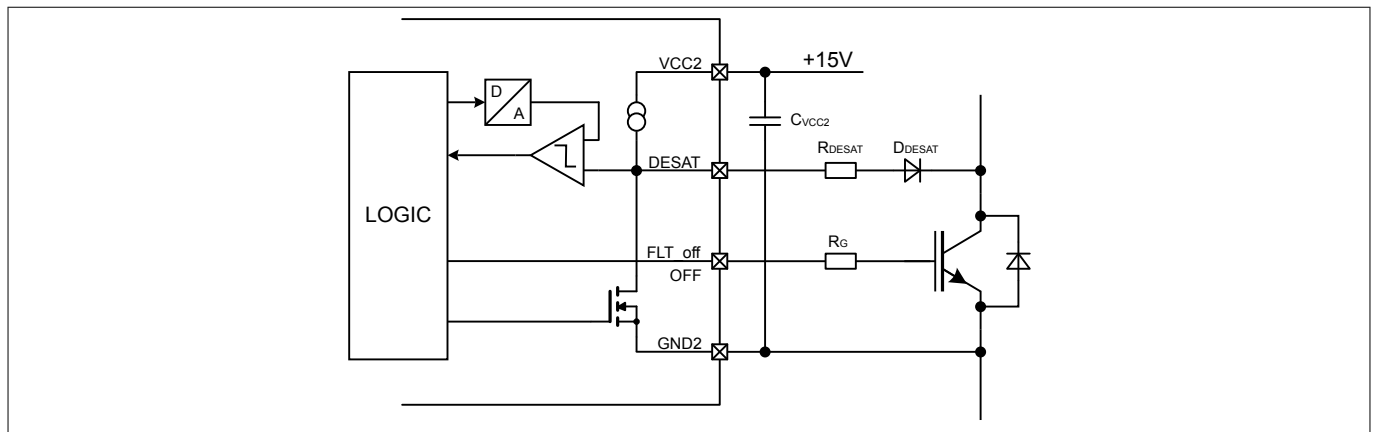 VCC2
+15V
D
A
CVCC2
DESAT
RDESAT
DDESAT
LOGIC
FLT_off
OFF
RG
GND2